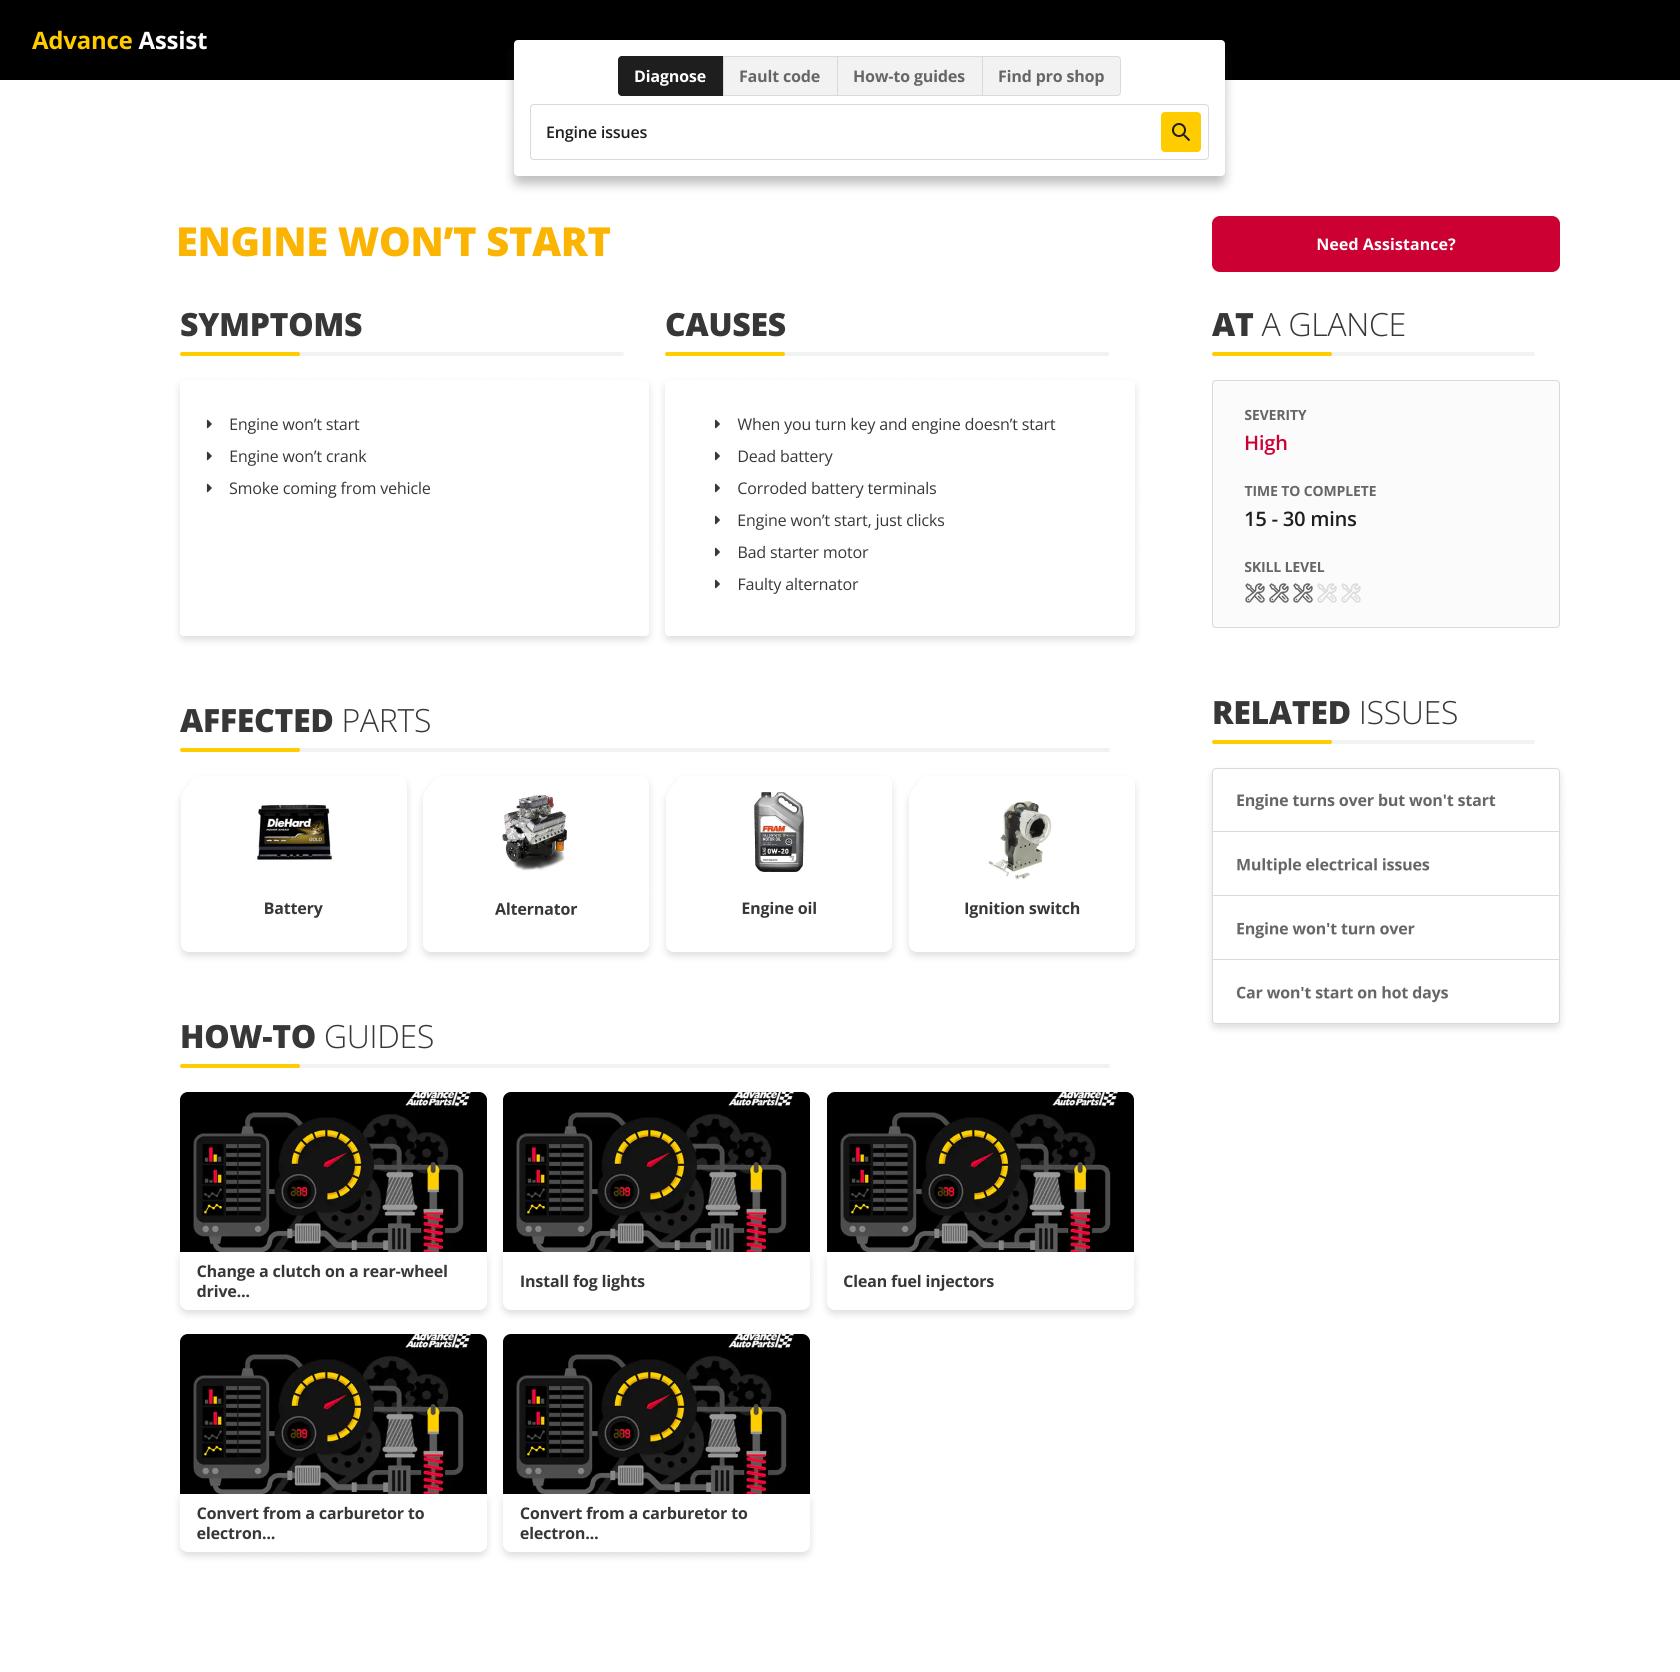 Advance Assist
Diagnose
Fault code
How-to guides
Find pro shop
Engine issues
ENGINE WON’T START
Need Assistance?
SYMPTOMS
Engine won’t start
Engine won’t crank
Smoke coming from vehicle
CAUSES
When you turn key and engine doesn’t start
Dead battery
Corroded battery terminals
Engine won’t start, just clicks
Bad starter motor
Faulty alternator
AT A GLANCE
SEVERITY
High
TIME TO COMPLETE
15 - 30 mins
SKILL LEVEL
AFFECTED PARTS
DieHard
GOLD
Battery
Alternator
FRAM
0W-20
Engine oil
Ignition switch
RELATED ISSUES
Engine turns over but won't start
Multiple electrical issues
Engine won't turn over
Car won't start on hot days
HOW-TO GUIDES
Advance
Auto Parts
Change a clutch on a rear-wheel
drive...
Advance
Auto Parts
Install fog lights
Advance
Auto Parts
Clean fuel injectors
Advance
Auto Parts
Convert from a carburetor to
electron...
Advance
Auto Parts
Convert from a carburetor to
electron...